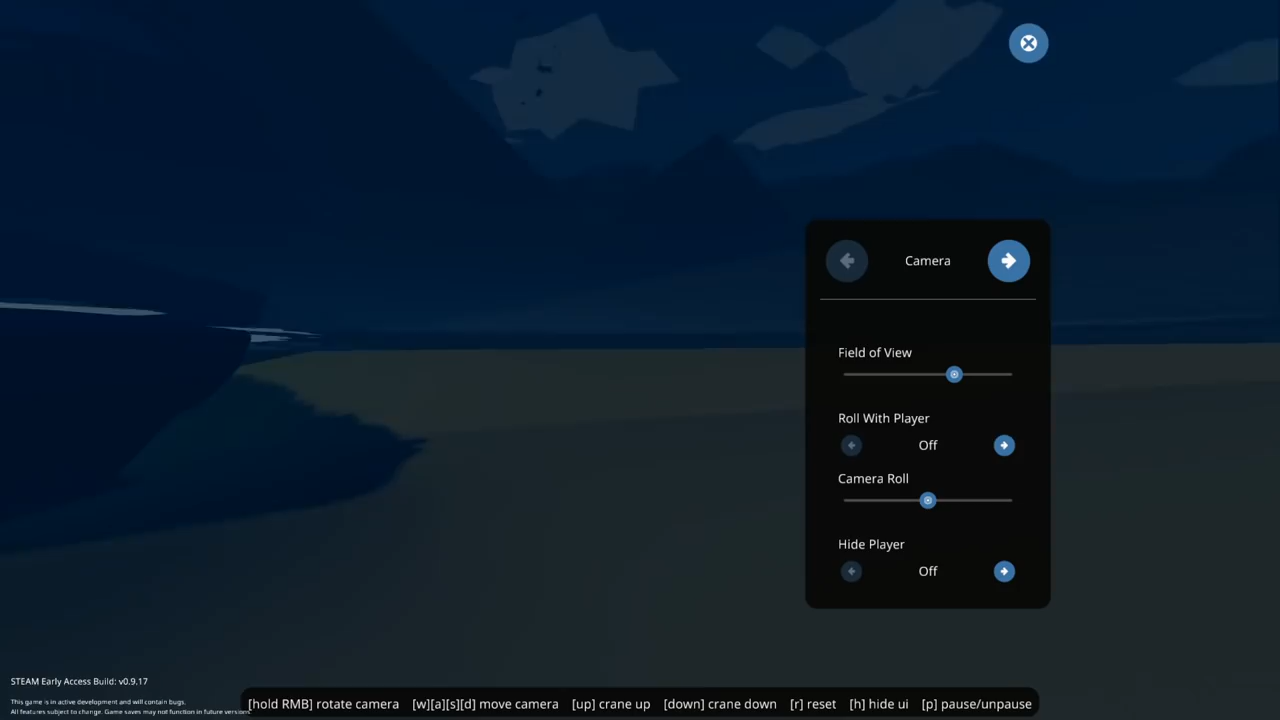 Camera
Field of View
Roll With Player
Off
Camera Roll
Hide Player
Off
STEAM Early Access Build: v0.9.17
This game is in active development and will contain bugs.
All features subject to change. Game saves may not function in future versions.
[hold RMB] rotate camera [w][a][s][d] move camera [up] crane up [down] crane down [r] reset [h] hide ui [p] pause/unpause